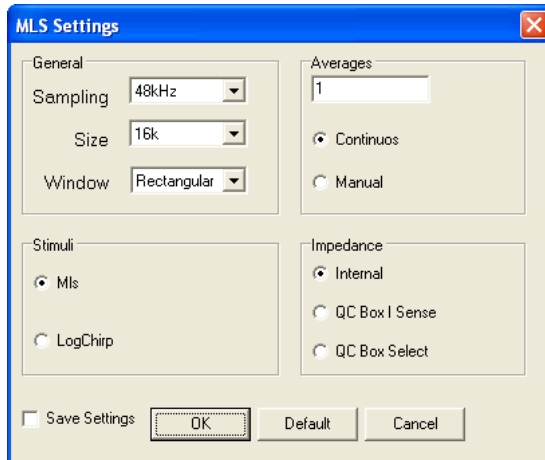 MLS Settings
General
Sampling 48kHz
Size 16k
Window Rectangular
Averages
1
Continuos
Manual
Stimuli
Mls
LogChirp
Impedance
Internal
QC Box I Sense
QC Box Select
Save Settings OK Default Cancel